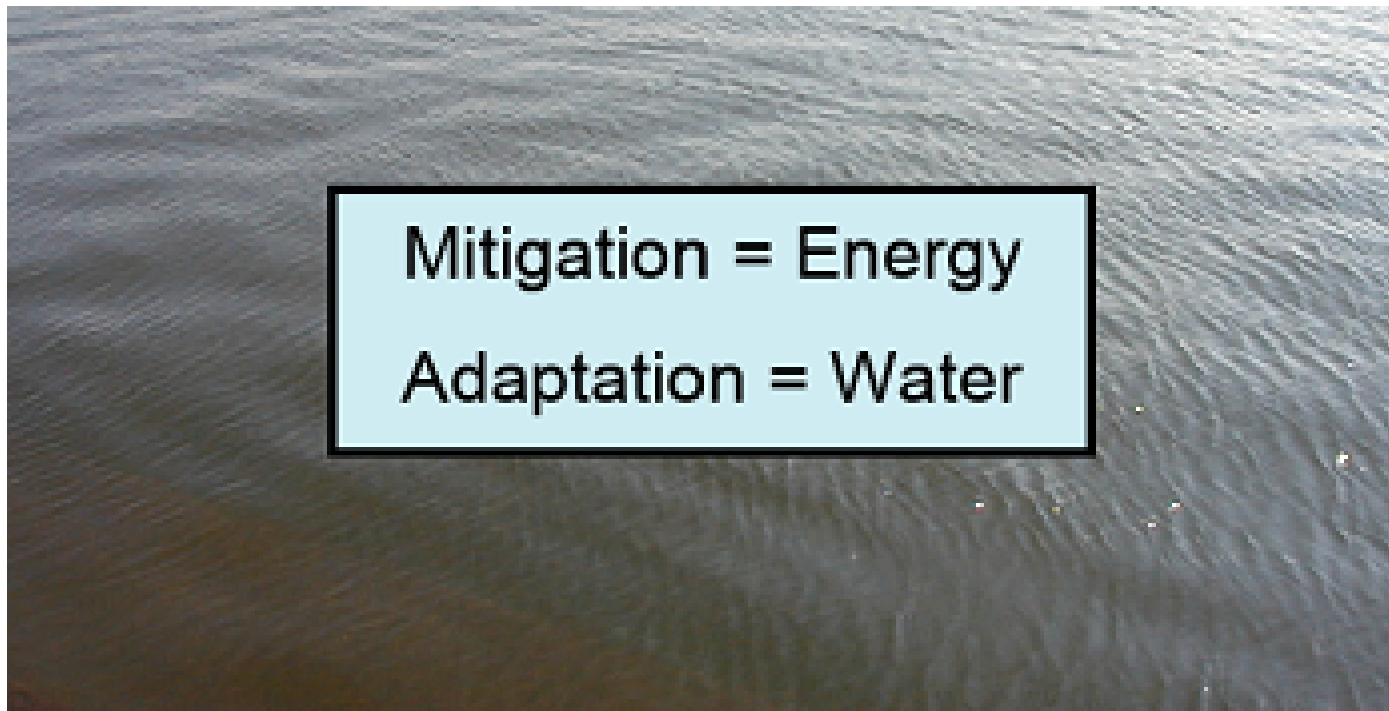 Mitigation = Energy
Adaptation = Water